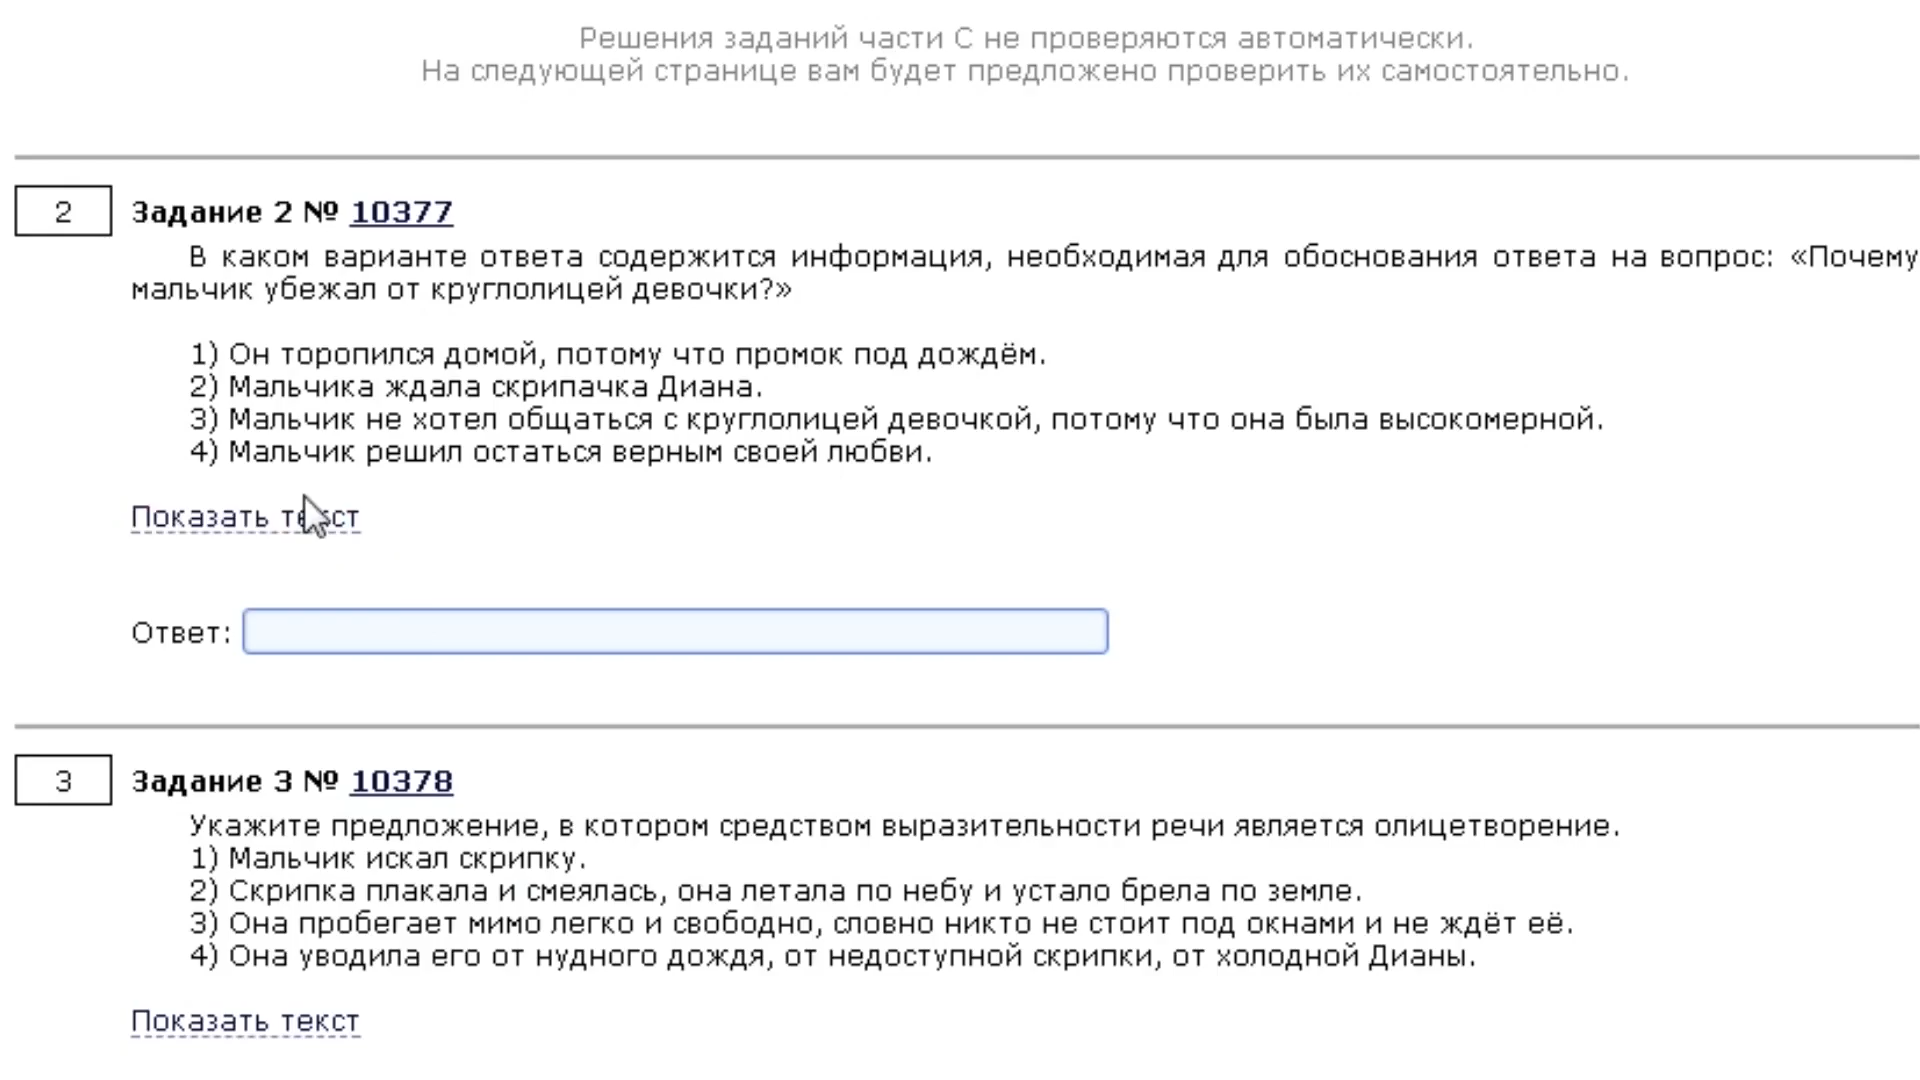 Решения заданий части С не проверяются автоматически.
На следующей странице вам будет предложено проверить их самостоятельно.
2
Задание 2 № 10377
В каком варианте ответа содержится информация, необходимая для обоснования ответа на вопрос: «Почему
мальчик убежал от круглолицей девочки?»
1) Он торопился домой, потому что промок под дождём.
2) Мальчика ждала скрипачка Диана.
3) Мальчик не хотел общаться с круглолицей девочкой, потому что она была высокомерной.
4) Мальчик решил остаться верным своей любви.
Показать текст
Ответ:
3
Задание 3 № 10378
Укажите предложение, в котором средством выразительности речи является олицетворение.
1) Мальчик искал скрипку.
2) Скрипка плакала и смеялась, она летала по небу и устало брела по земле.
3) Она пробегает мимо легко и свободно, словно никто не стоит под окнами и не ждёт её.
4) Она уводила его от нудного дождя, от недоступной скрипки, от холодной Дианы.
Показать текст